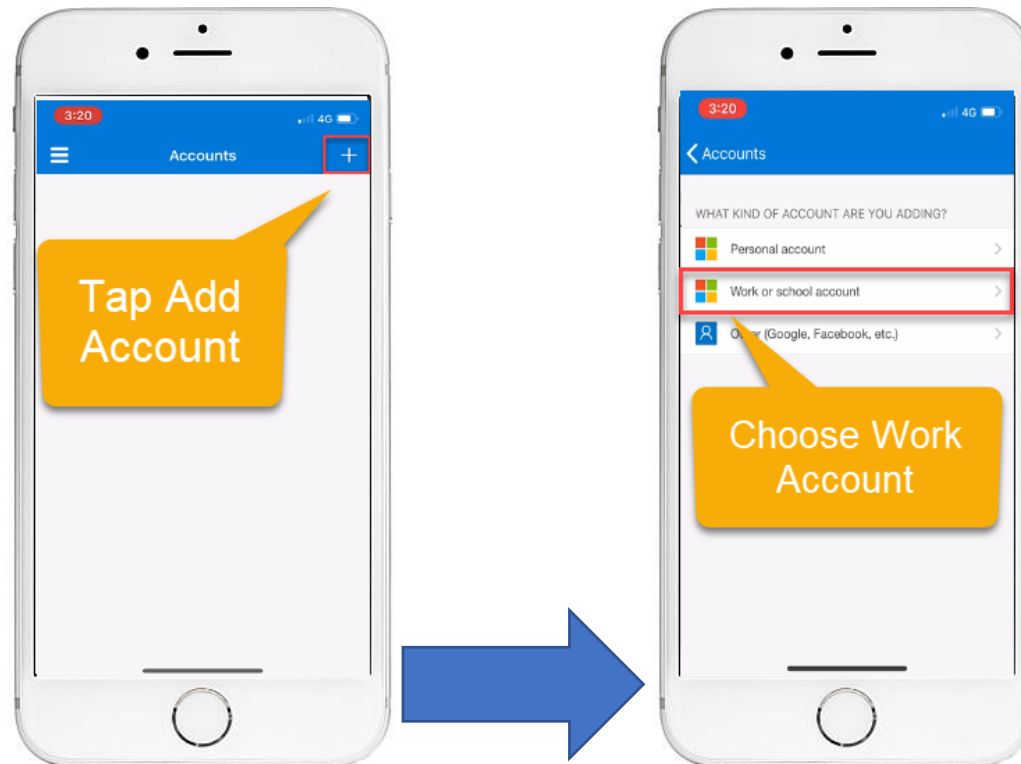 3:20
4G
Accounts
+
Tap Add
Account
3:20
4G
Accounts
WHAT KIND OF ACCOUNT ARE YOU ADDING?
Personal account
Work or school account
(Google, Facebook, etc.)
Choose Work
Account